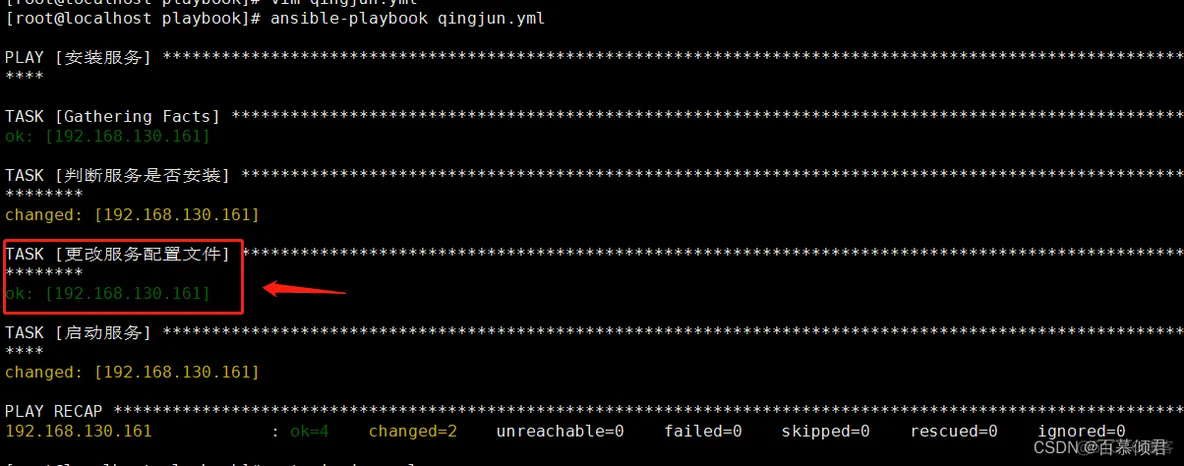 [root@localhost playbook]# vim qingjun.yml
[root@localhost playbook]# ansible-playbook qingjun.yml
PLAY [安装服务] ********************************************************************************************************
****
TASK [Gathering Facts] *************************************************************************************************
ok: [192.168.130.161]
TASK [判断服务是否安装] ************************************************************************************************
********
changed: [192.168.130.161]
TASK [更改服务配置文件] ************************************************************************************************
********
ok: [192.168.130.161]
TASK [启动服务] ********************************************************************************************************
****
changed: [192.168.130.161]
PLAY RECAP *************************************************************************************************************
192.168.130.161 : ok=4 changed=2 unreachable=0 failed=0 skipped=0 rescued=0 ignored=0
CSDN @百慕倾君